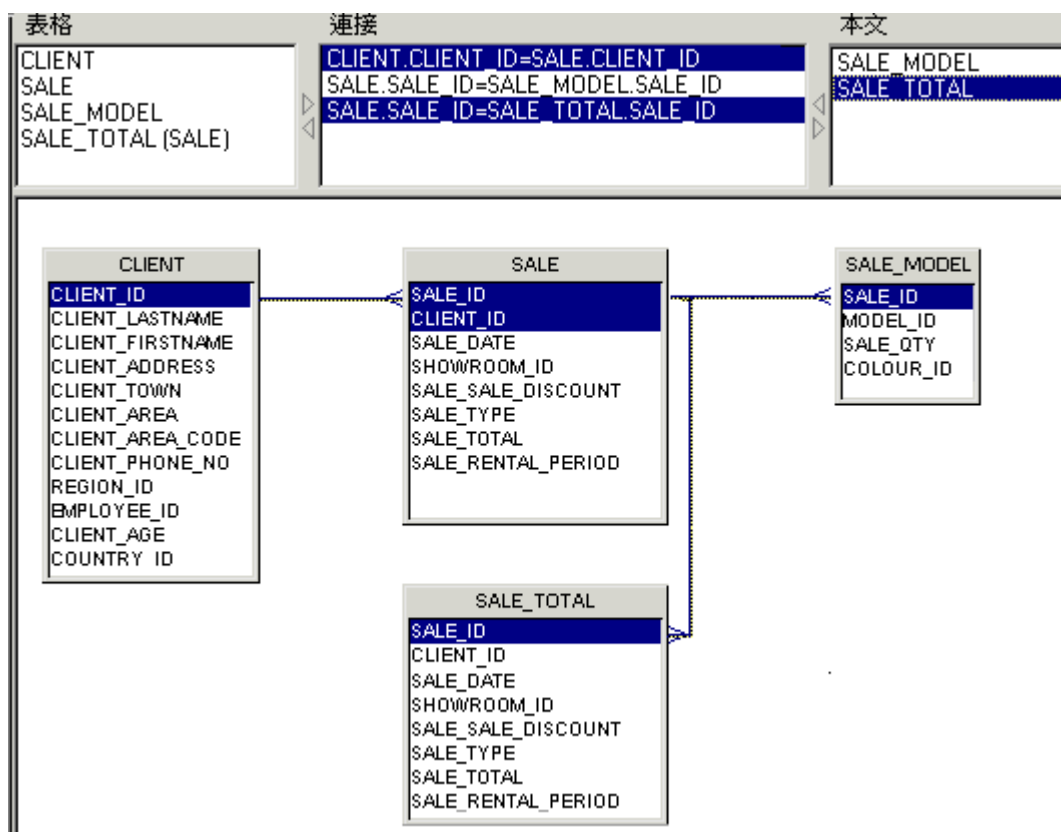 表格
CLIENT
SALE
SALE_MODEL
SALE_TOTAL (SALE)
連接
CLIENT.CLIENT_ID=SALE.CLIENT_ID
SALE.SALE_ID=SALE_MODEL.SALE_ID
SALE.SALE_ID=SALE_TOTAL.SALE_ID
本文
SALE_MODEL
SALE_TOTAL
CLIENT
CLIENT_ID
CLIENT_LASTNAME
CLIENT_FIRSTNAME
CLIENT_ADDRESS
CLIENT_TOWN
CLIENT_AREA
CLIENT_AREA_CODE
CLIENT_PHONE_NO
REGION_ID
EMPLOYEE_ID
CLIENT_AGE
COUNTRY_ID
SALE
SALE_ID
CLIENT_ID
SALE_DATE
SHOWROOM_ID
SALE_SALE_DISCOUNT
SALE_TYPE
SALE_TOTAL
SALE_RENTAL_PERIOD
SALE_MODEL
SALE_ID
MODEL_ID
SALE_QTY
COLOUR_ID
SALE_TOTAL
SALE_ID
CLIENT_ID
SALE_DATE
SHOWROOM_ID
SALE_SALE_DISCOUNT
SALE_TYPE
SALE_TOTAL
SALE_RENTAL_PERIOD